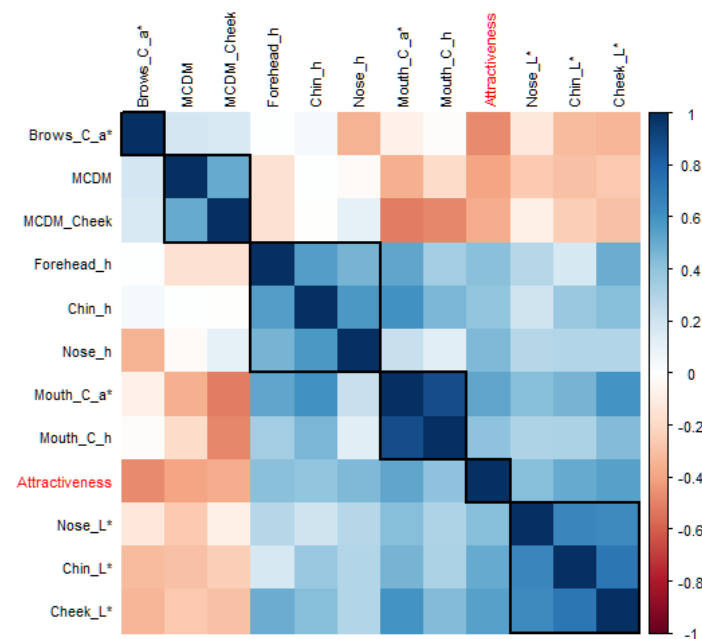 Brows_C_a*
MCDM
MCDM_Cheek
Forehead_h
Chin_h
Nose_h
Mouth_C_a*
Mouth_C_h
Attractiveness
Nose_L*
Chin_L*
Cheek_L*
Brows_C_a*
MCDM
MCDM_Cheek
Forehead_h
Chin_h
Nose_h
Mouth_C_a*
Mouth_C_h
Attractiveness
Nose_L*
Chin_L*
Cheek_L*
1
0.8
0.6
0.4
0.2
0
-0.2
-0.4
-0.6
-0.8
-1